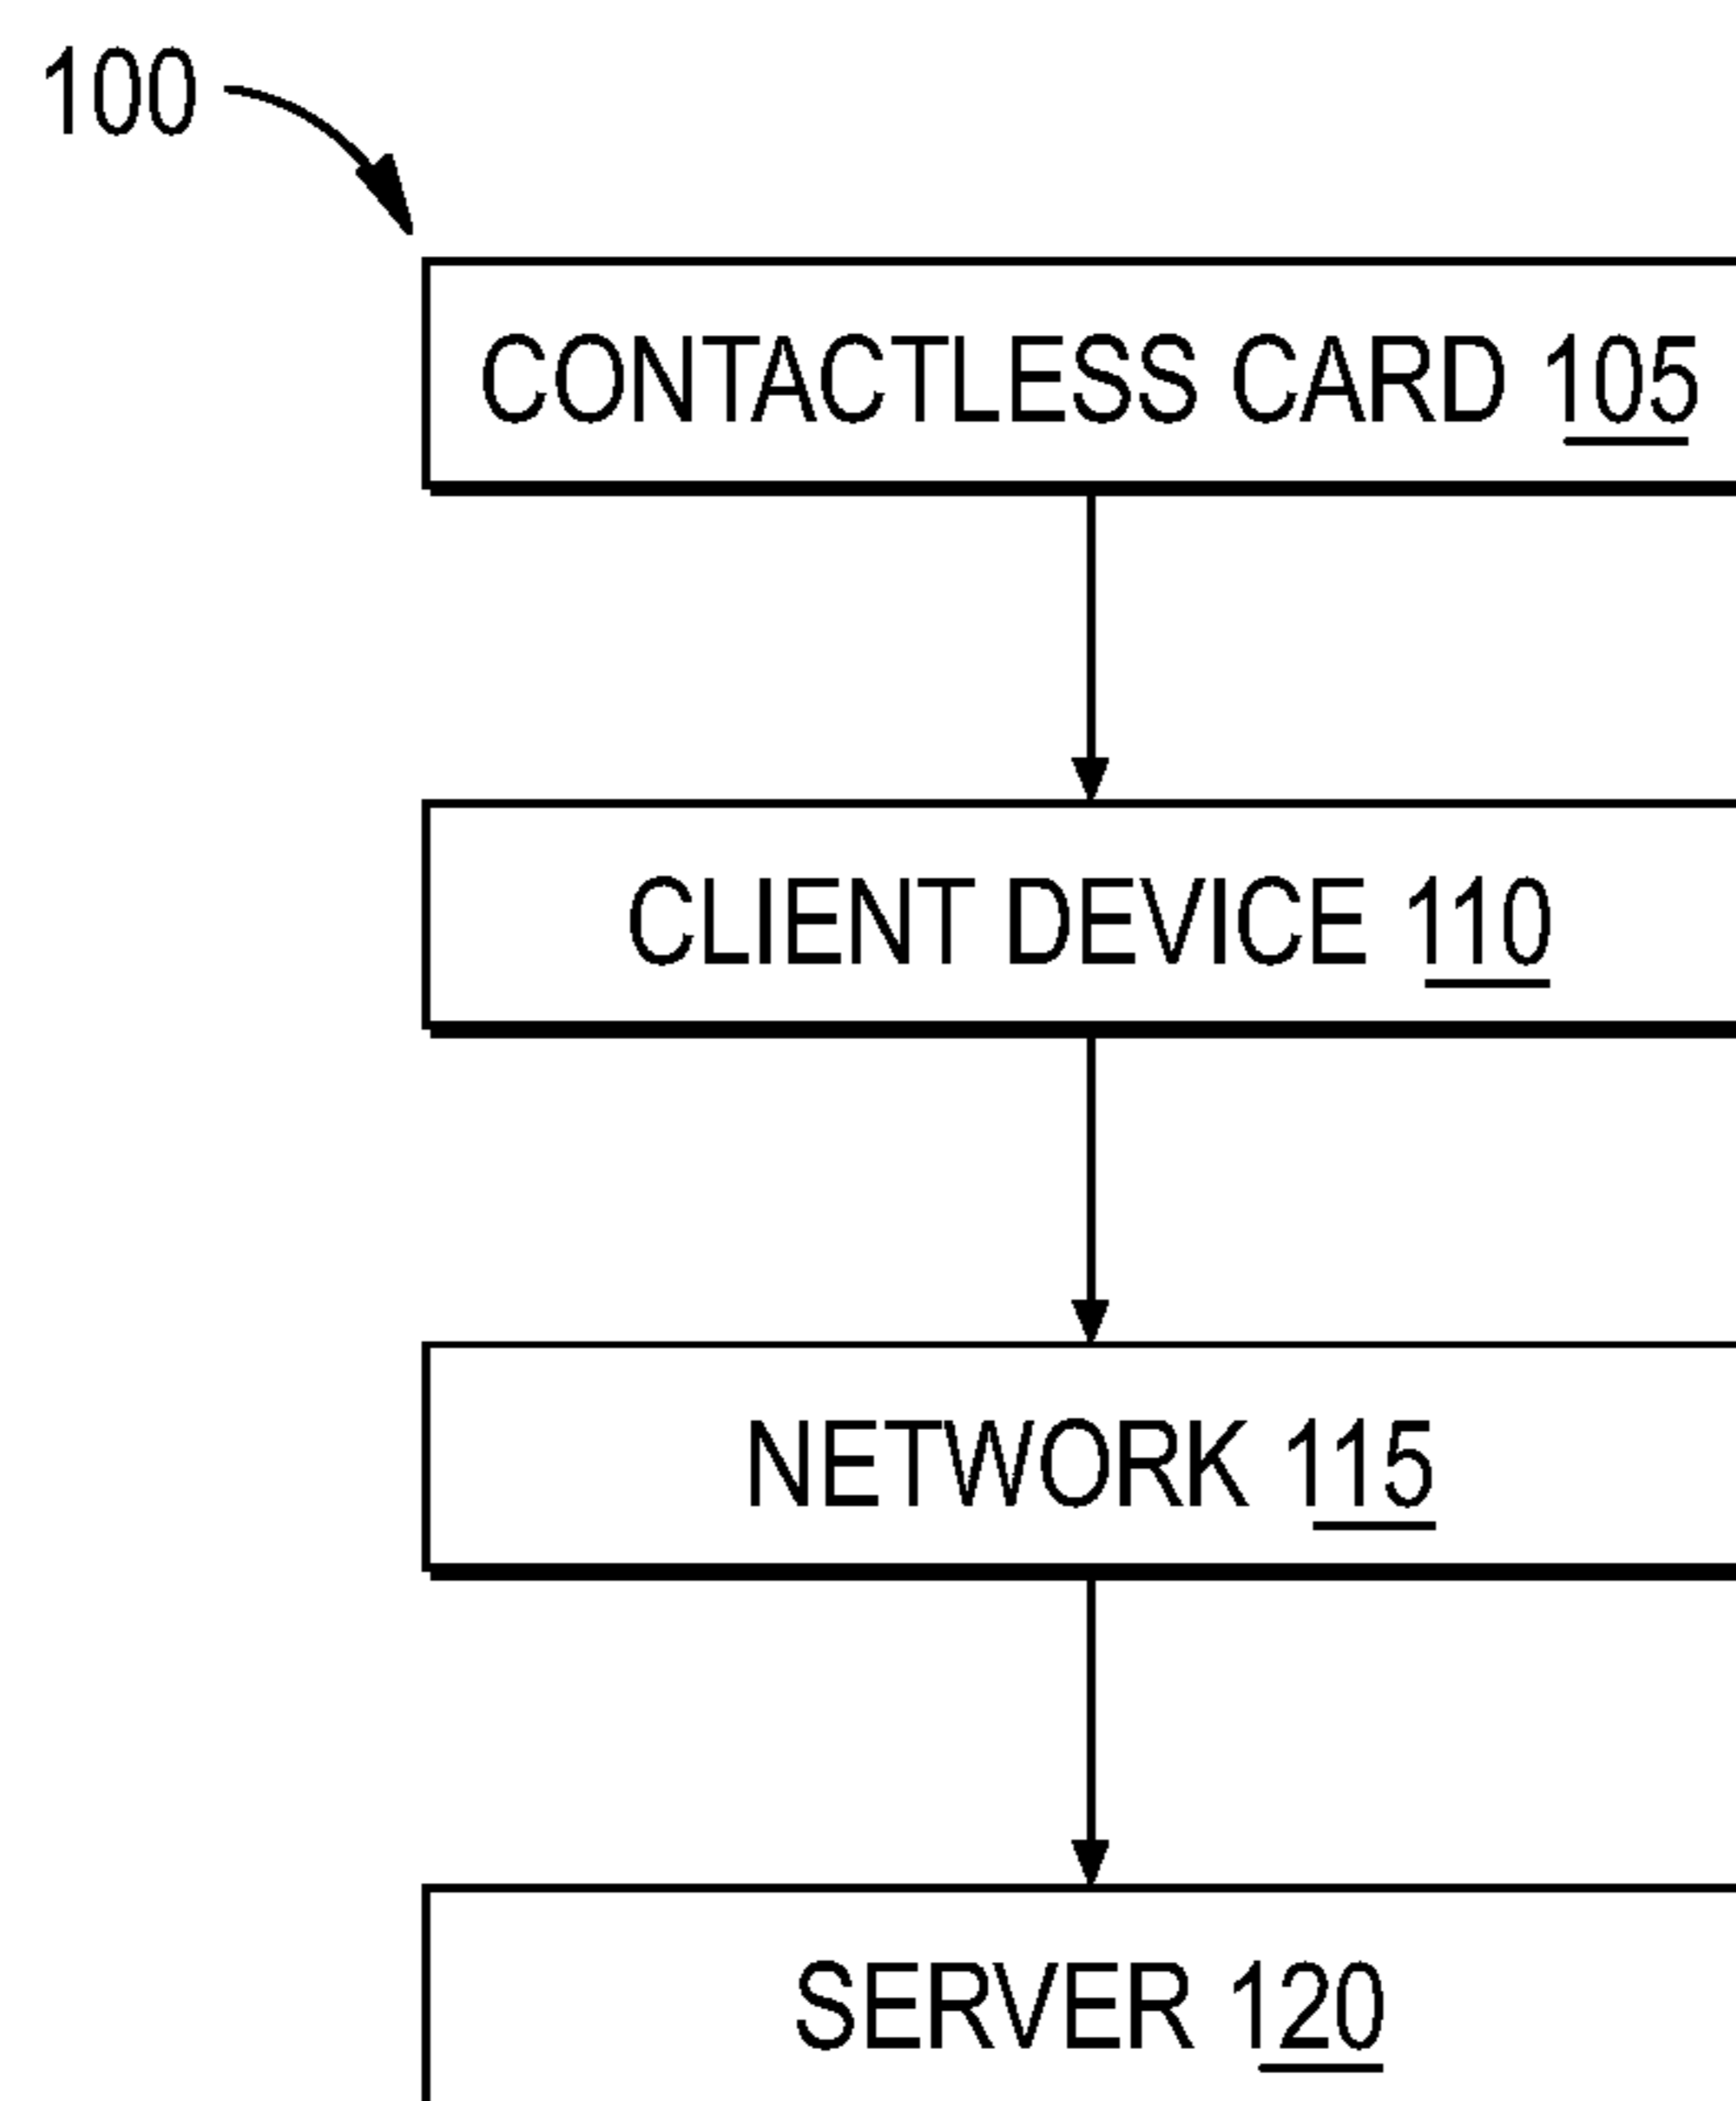 100
CONTACTLESS CARD 105
CLIENT DEVICE 110
NETWORK 115
SERVER 120